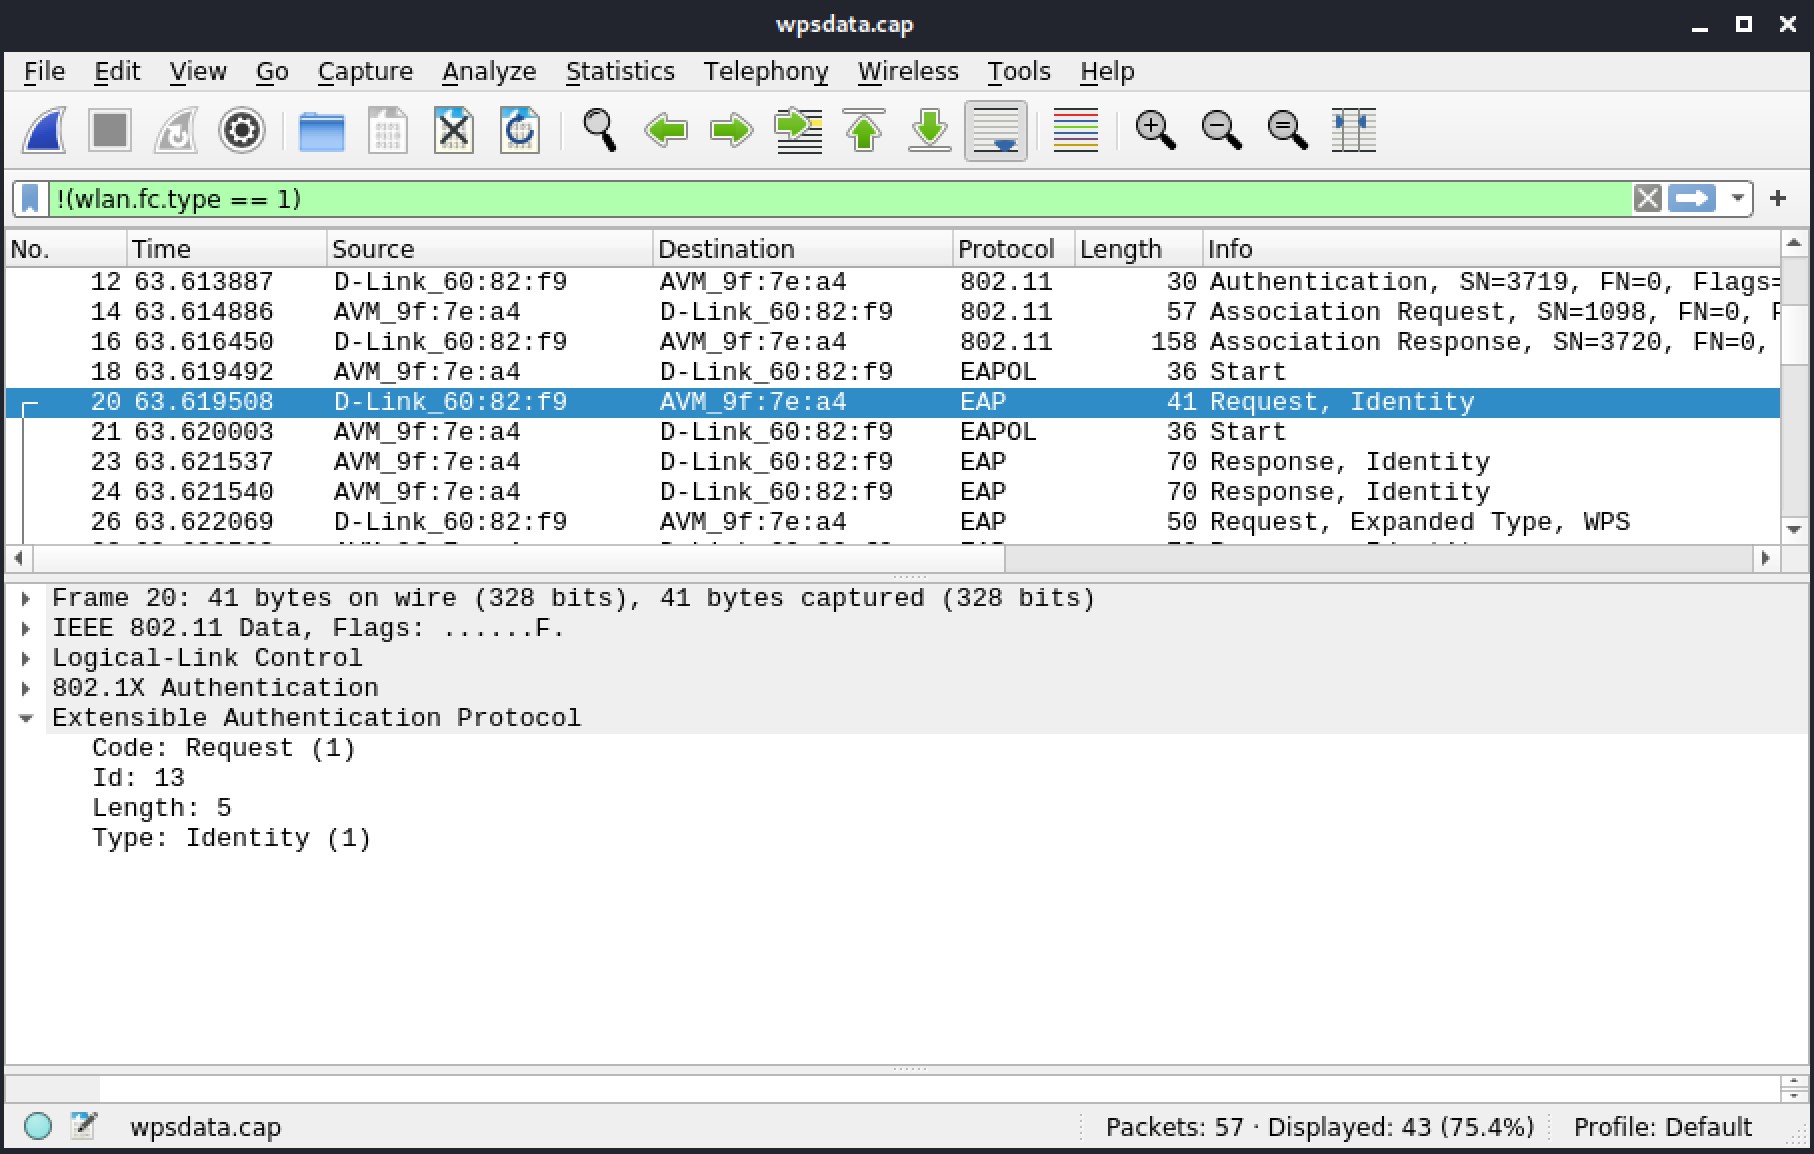 wpsdata.cap
File Edit View Go Capture Analyze Statistics Telephony Wireless Tools Help
!(wlan.fc.type == 1)
No. Time Source Destination Protocol Length Info
12 63.613887 D-Link_60:82:f9 AVM_9f:7e:a4 802.11 30 Authentication, SN=3719, FN=0, Flags=
14 63.614886 AVM_9f:7e:a4 D-Link_60:82:f9 802.11 57 Association Request, SN=1098, FN=0,
16 63.616450 D-Link_60:82:f9 AVM_9f:7e:a4 802.11 158 Association Response, SN=3720, FN=0,
18 63.619492 AVM_9f:7e:a4 D-Link_60:82:f9 EAPOL 36 Start
20 63.619508 D-Link_60:82:f9 AVM_9f:7e:a4 EAP 41 Request, Identity
21 63.620003 AVM_9f:7e:a4 D-Link_60:82:f9 EAPOL 36 Start
23 63.621537 AVM_9f:7e:a4 D-Link_60:82:f9 EAP 70 Response, Identity
24 63.621540 AVM_9f:7e:a4 D-Link_60:82:f9 EAP 70 Response, Identity
26 63.622069 D-Link_60:82:f9 AVM_9f:7e:a4 EAP 50 Request, Expanded Type, WPS
Frame 20: 41 bytes on wire (328 bits), 41 bytes captured (328 bits)
IEEE 802.11 Data, Flags: ......F.
Logical-Link Control
802.1X Authentication
Extensible Authentication Protocol
Code: Request (1)
Id: 13
Length: 5
Type: Identity (1)
wpsdata.cap Packets: 57 · Displayed: 43 (75.4%) Profile: Default